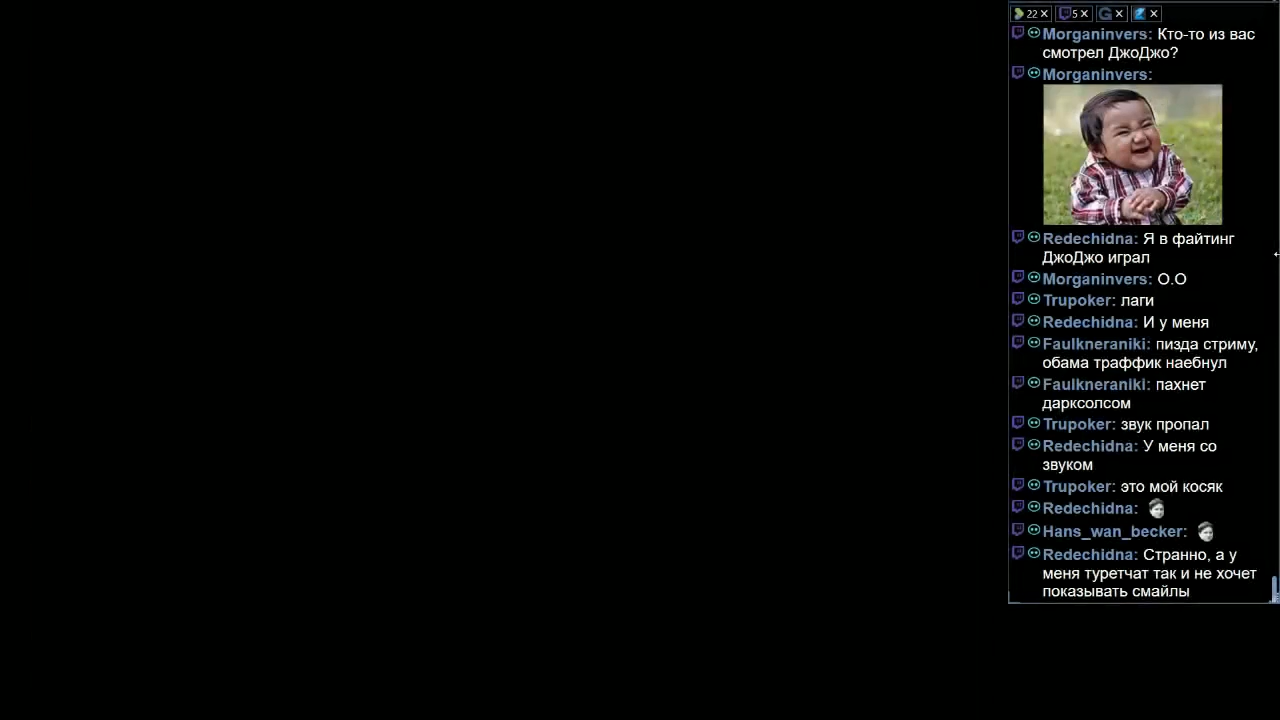 22 5
Morganinvers: Кто-то из вас
смотрел ДжоДжо?
Morganinvers:
Redechidna: Я в файтинг
ДжоДжо играл
Morganinvers: О.О
Trupoker: лаги
Redechidna: И у меня
Faulkneraniki: пизда стриму,
обама траффик наебнул
Faulkneraniki: пахнет
дарксолсом
Trupoker: звук пропал
Redechidna: У меня со
звуком
Trupoker: это мой косяк
Redechidna:
Hans_wan_becker:
Redechidna: Странно, а у
меня туретчат так и не хочет
показывать смайлы